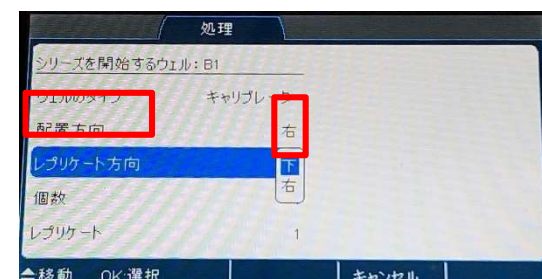 処理
シリーズを開始するウェル: B1
ウェルのタイプ キャリブレータ
配置方向 右
レプリケート方向 下
右
個数
レプリケート 1
移動 OK:選択 キャンセル